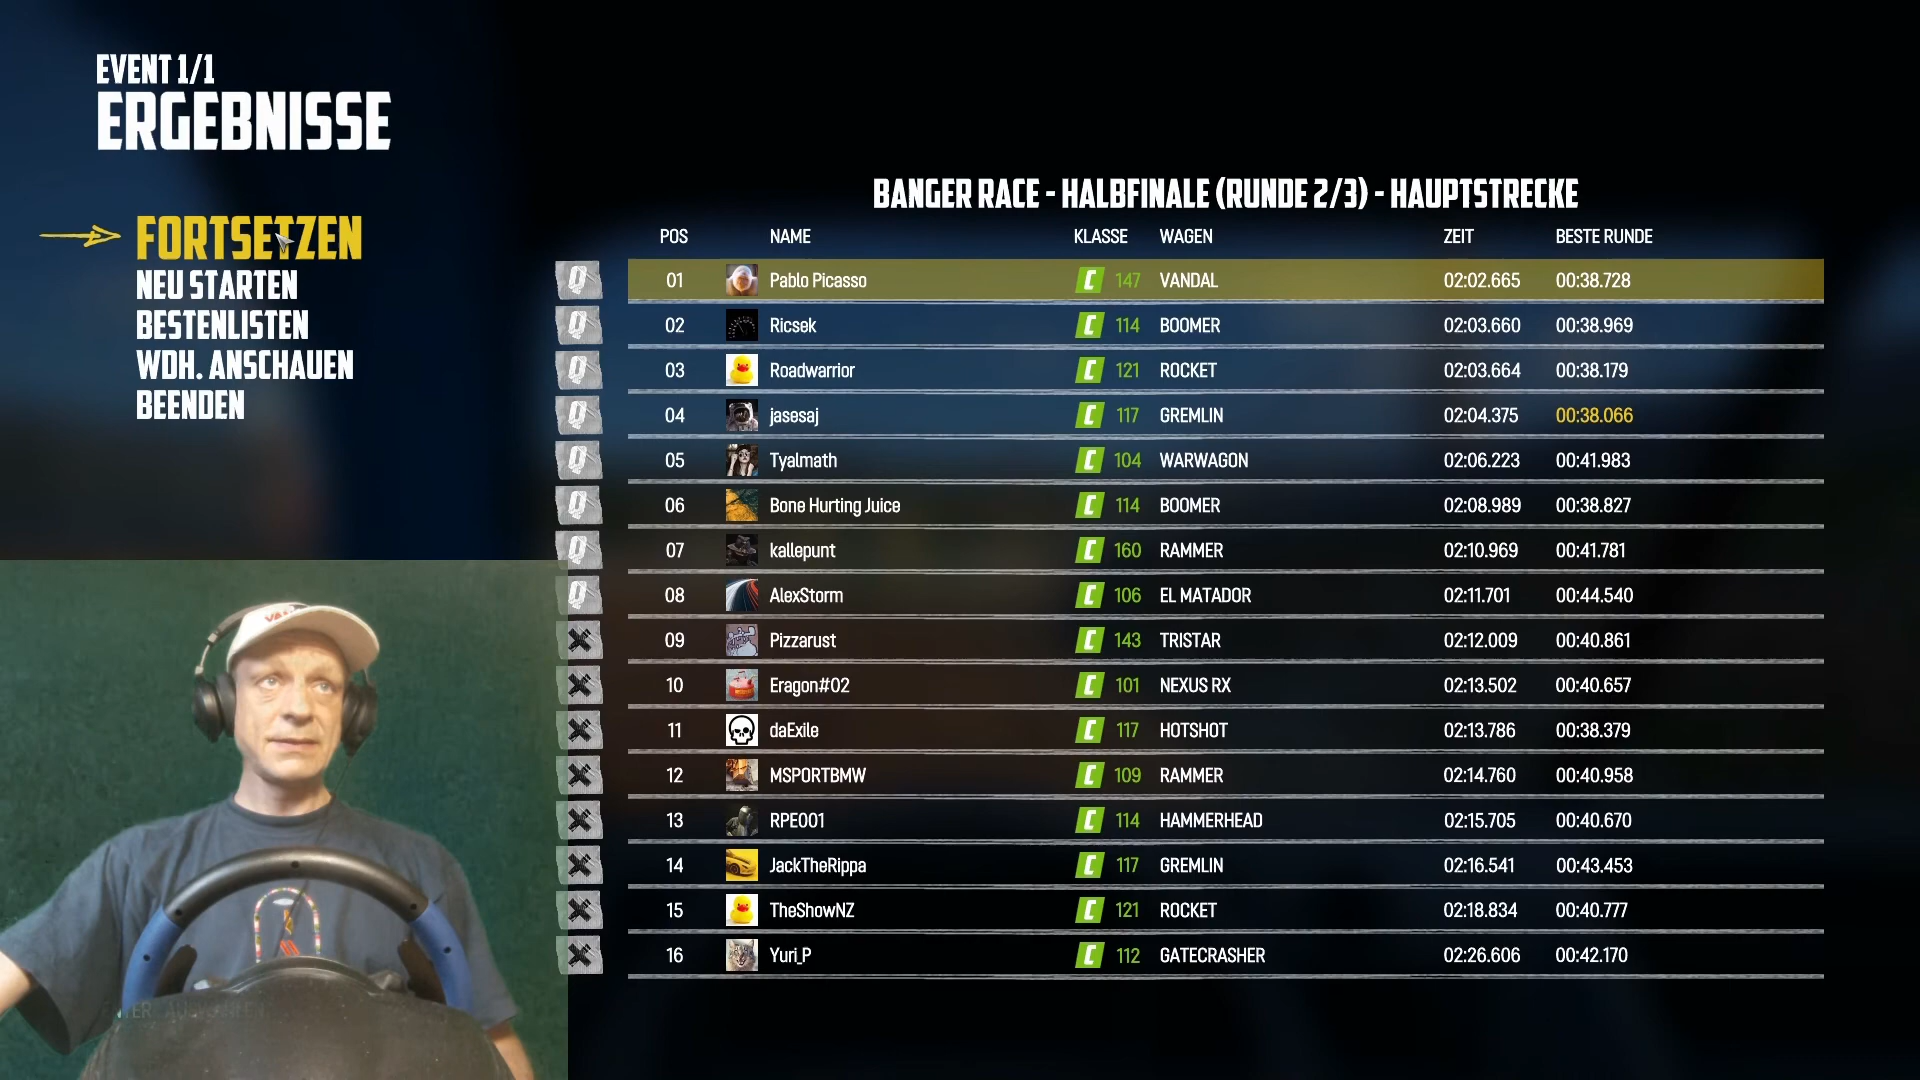 EVENT 1/1
ERGEBNISSE
FORTSETZEN
NEU STARTEN
BESTENLISTEN
WDH. ANSCHAUEN
BEENDEN
BANGER RACE - HALBFINALE (RUNDE 2/3) - HAUPTSTRECKE
POS NAME KLASSE WAGEN ZEIT BESTE RUNDE
Q 01 Pablo Picasso C 147 VANDAL 02:02.665 00:38.728
Q 02 Ricsek C 114 BOOMER 02:03.660 00:38.969
Q 03 Roadwarrior C 121 ROCKET 02:03.664 00:38.179
Q 04 jasesaj C 117 GREMLIN 02:04.375 00:38.066
Q 05 Tyalmath C 104 WARWAGON 02:06.223 00:41.983
Q 06 Bone Hurting Juice C 114 BOOMER 02:08.989 00:38.827
Q 07 kallepunt C 160 RAMMER 02:10.969 00:41.781
Q 08 AlexStorm C 106 EL MATADOR 02:11.701 00:44.540
09 Pizzarust C 143 TRISTAR 02:12.009 00:40.861
10 Eragon#02 C 101 NEXUS RX 02:13.502 00:40.657
11 daExile C 117 HOTSHOT 02:13.786 00:38.379
12 MSPORTBMW C 109 RAMMER 02:14.760 00:40.958
13 RPE001 C 114 HAMMERHEAD 02:15.705 00:40.670
14 JackTheRippa C 117 GREMLIN 02:16.541 00:43.453
15 TheShowNZ C 121 ROCKET 02:18.834 00:40.777
16 Yuri_P C 112 GATECRASHER 02:26.606 00:42.170